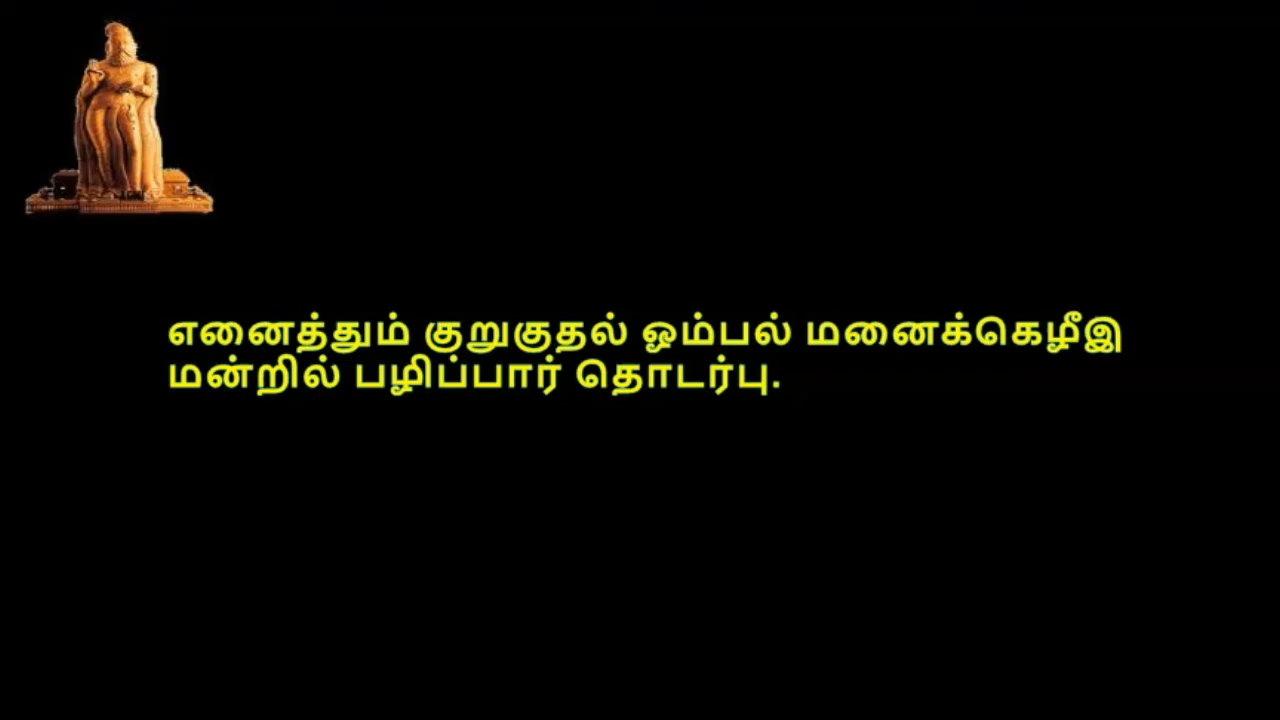 எனைத்தும் குறுகுதல் ஓம்பல் மனைக்கெழீஇ
மன்றில் பழிப்பார் தொடர்பு.